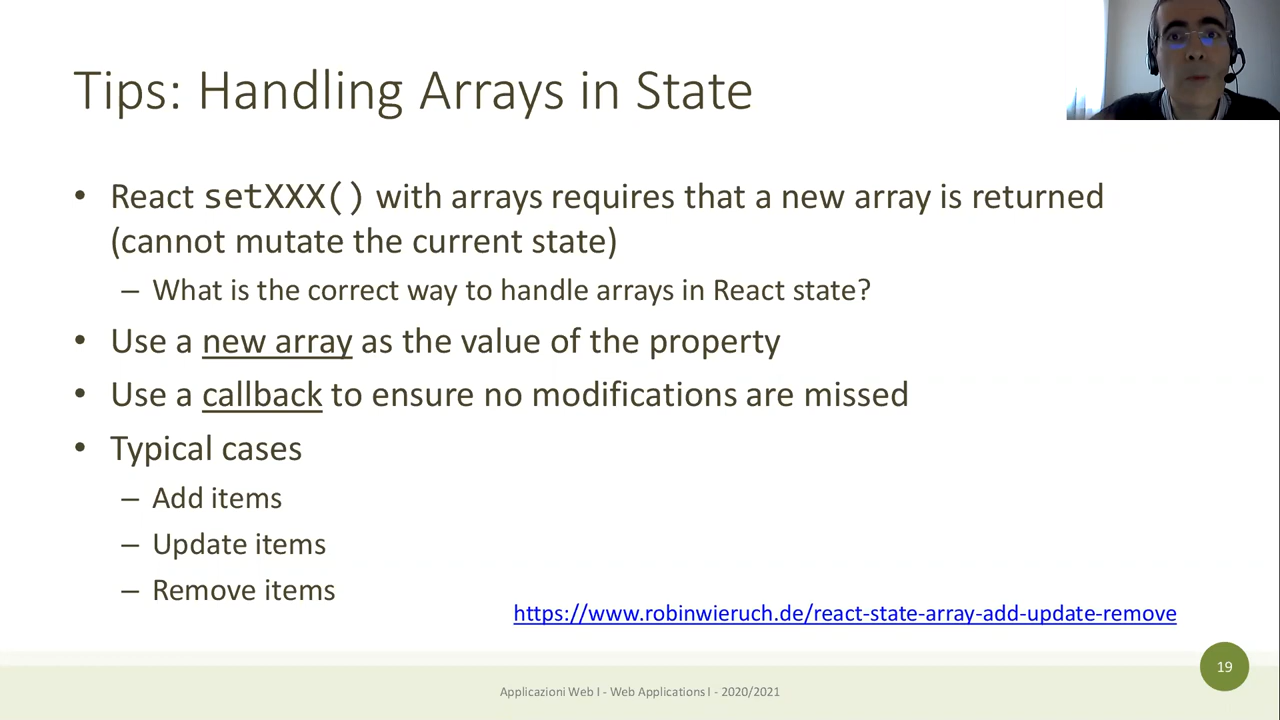 Tips: Handling Arrays in State
• React setXXX() with arrays requires that a new array is returned
(cannot mutate the current state)
– What is the correct way to handle arrays in React state?
• Use a new array as the value of the property
• Use a callback to ensure no modifications are missed
• Typical cases
– Add items
– Update items
– Remove items
https://www.robinwieruch.de/react-state-array-add-update-remove
19
Applicazioni Web I - Web Applications I - 2020/2021